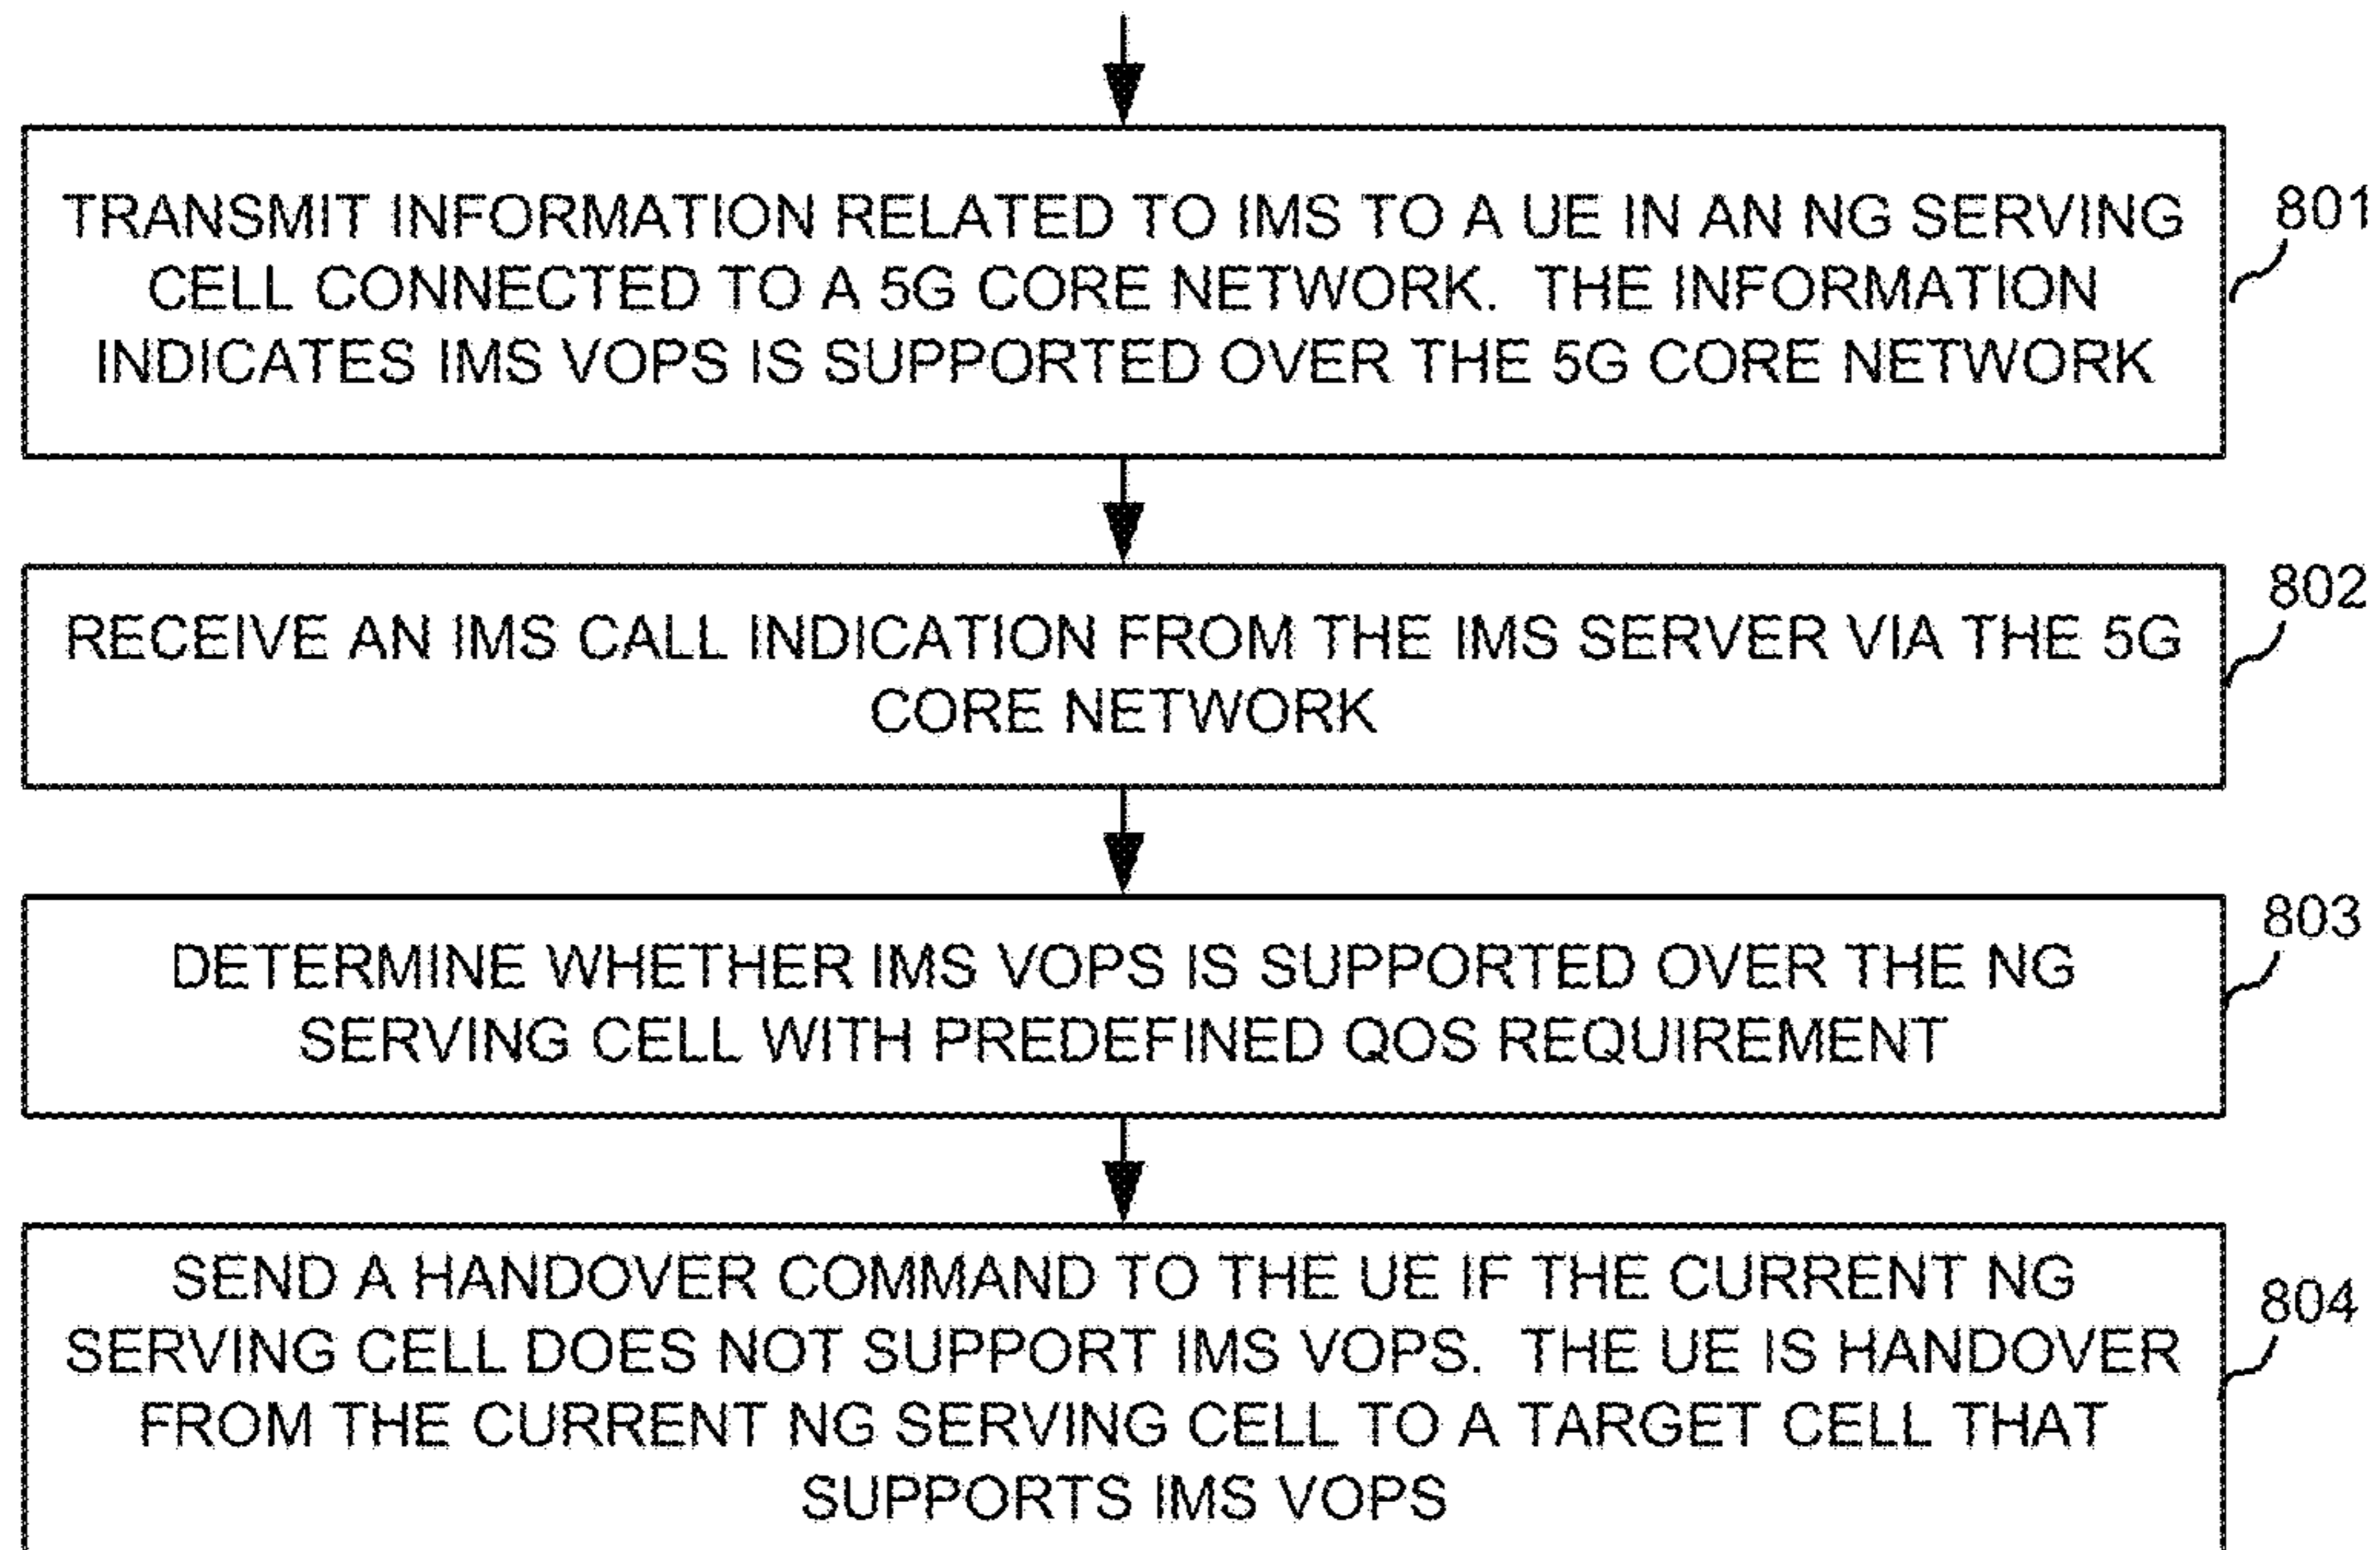 TRANSMIT INFORMATION RELATED TO IMS TO A UE IN AN NG SERVING
CELL CONNECTED TO A 5G CORE NETWORK. THE INFORMATION
INDICATES IMS VOPS IS SUPPORTED OVER THE 5G CORE NETWORK
801
RECEIVE AN IMS CALL INDICATION FROM THE IMS SERVER VIA THE 5G
CORE NETWORK
802
DETERMINE WHETHER IMS VOPS IS SUPPORTED OVER THE NG
SERVING CELL WITH PREDEFINED QOS REQUIREMENT
803
SEND A HANDOVER COMMAND TO THE UE IF THE CURRENT NG
SERVING CELL DOES NOT SUPPORT IMS VOPS. THE UE IS HANDOVER
FROM THE CURRENT NG SERVING CELL TO A TARGET CELL THAT
SUPPORTS IMS VOPS
804